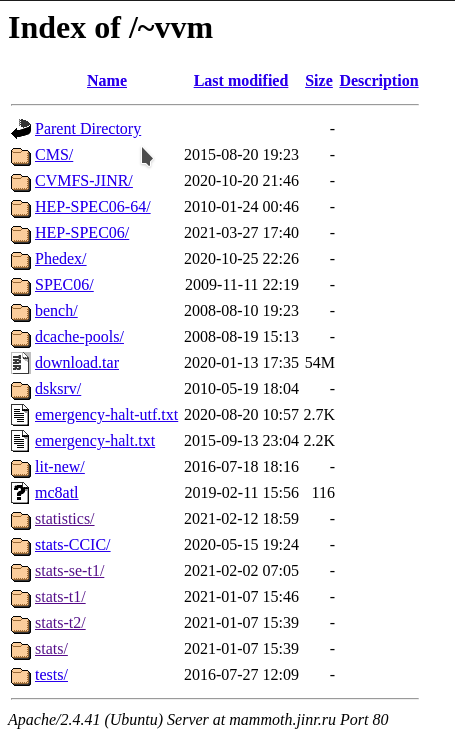 Index of /~vvm
Name Last modified Size Description
Parent Directory -
CMS/ 2015-08-20 19:23 -
CVMFS-JINR/ 2020-10-20 21:46 -
HEP-SPEC06-64/ 2010-01-24 00:46 -
HEP-SPEC06/ 2021-03-27 17:40 -
Phedex/ 2020-10-25 22:26 -
SPEC06/ 2009-11-11 22:19 -
bench/ 2008-08-10 19:23 -
dcache-pools/ 2008-08-19 15:13 -
download.tar 2020-01-13 17:35 54M
dsksrv/ 2010-05-19 18:04 -
emergency-halt-utf.txt 2020-08-20 10:57 2.7K
emergency-halt.txt 2015-09-13 23:04 2.2K
lit-new/ 2016-07-18 18:16 -
mc8atl 2019-02-11 15:56 116
statistics/ 2021-02-12 18:59 -
stats-CCIC/ 2020-05-15 19:24 -
stats-se-t1/ 2021-02-02 07:05 -
stats-t1/ 2021-01-07 15:46 -
stats-t2/ 2021-01-07 15:39 -
stats/ 2021-01-07 15:39 -
tests/ 2016-07-27 12:09 -
Apache/2.4.41 (Ubuntu) Server at mammoth.jinr.ru Port 80